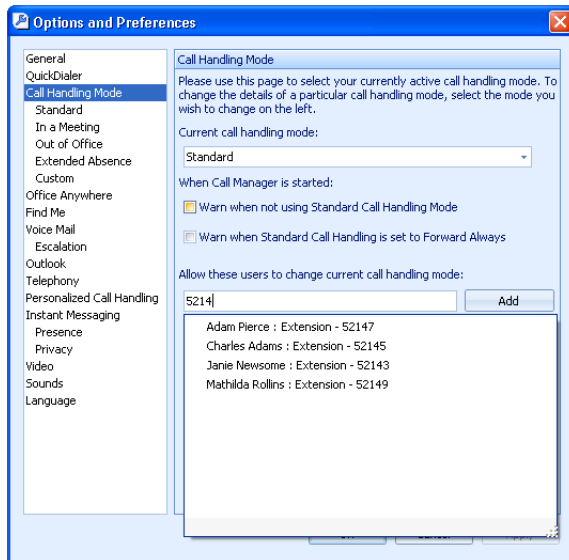 Options and Preferences
General
QuickDialer
Call Handling Mode
Standard
In a Meeting
Out of Office
Extended Absence
Custom
Office Anywhere
Find Me
Voice Mail
Escalation
Outlook
Telephony
Personalized Call Handling
Instant Messaging
Presence
Privacy
Video
Sounds
Language
Call Handling Mode
Please use this page to select your currently active call handling mode. To
change the details of a particular call handling mode, select the mode you
wish to change on the left.
Current call handling mode:
Standard
When Call Manager is started:
Warn when not using Standard Call Handling Mode
Warn when Standard Call Handling is set to Forward Always
Allow these users to change current call handling mode:
5214
Add
Adam Pierce : Extension - 52147
Charles Adams : Extension - 52145
Janie Newsome : Extension - 52143
Mathilda Rollins : Extension - 52149